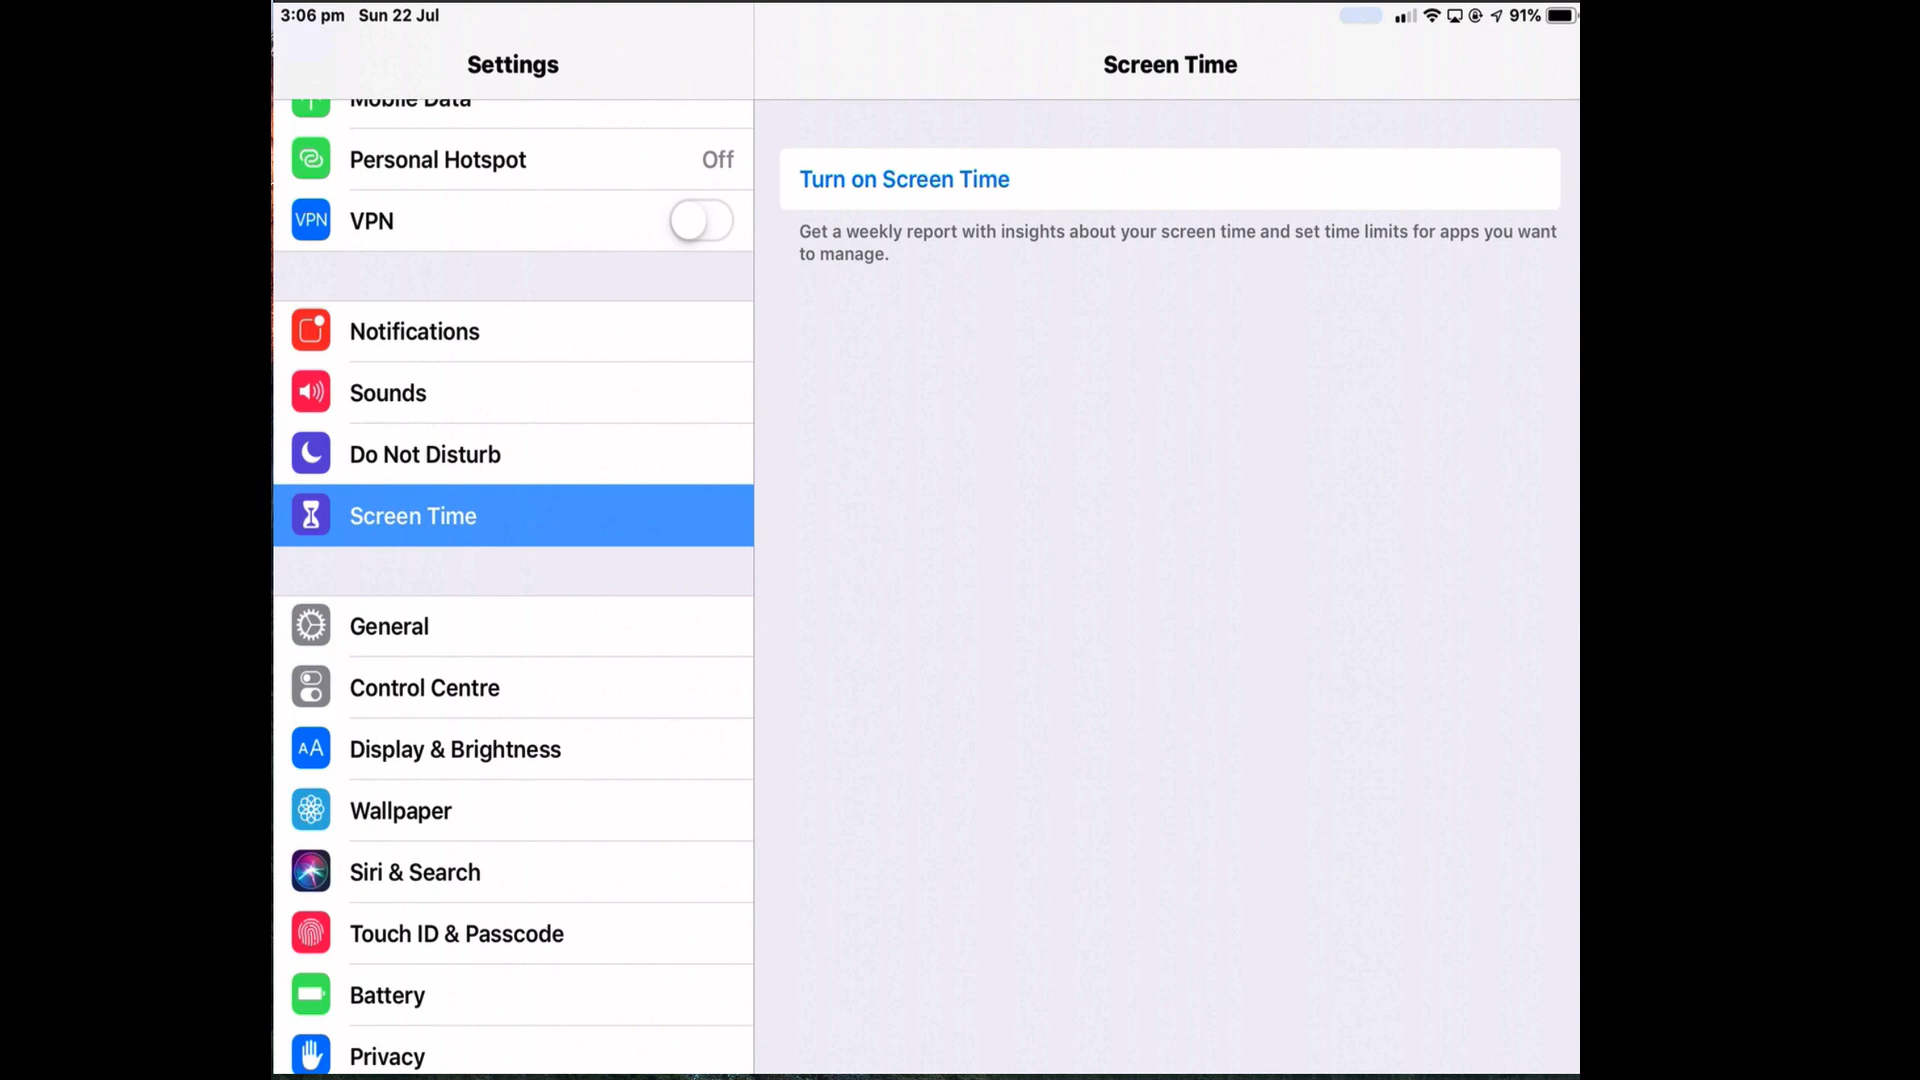 3:06 pm Sun 22 Jul
91%
Settings
Screen Time
Mobile Data
Personal Hotspot Off
VPN VPN
Notifications
Sounds
Do Not Disturb
Screen Time
General
Control Centre
AA Display & Brightness
Wallpaper
Siri & Search
Touch ID & Passcode
Battery
Privacy
Turn on Screen Time
Get a weekly report with insights about your screen time and set time limits for apps you want
to manage.